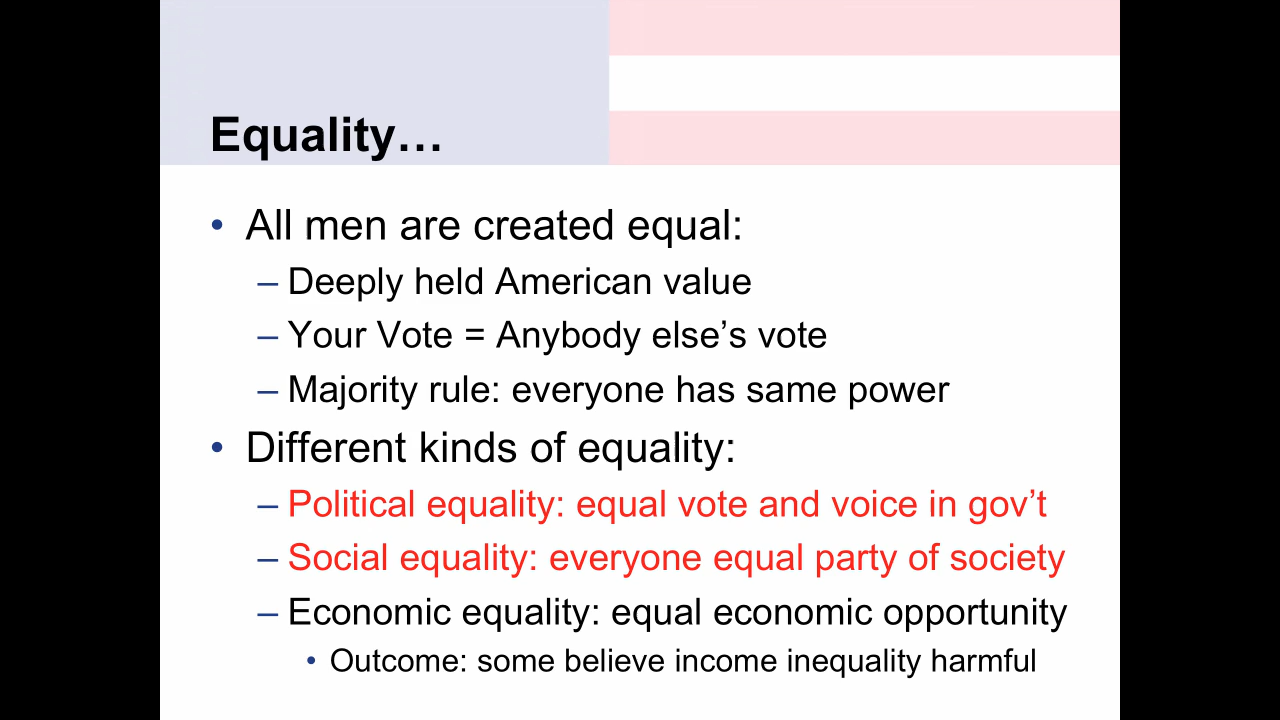 Equality…
• All men are created equal:
– Deeply held American value
– Your Vote = Anybody else’s vote
– Majority rule: everyone has same power
• Different kinds of equality:
– Political equality: equal vote and voice in gov’t
– Social equality: everyone equal party of society
– Economic equality: equal economic opportunity
• Outcome: some believe income inequality harmful